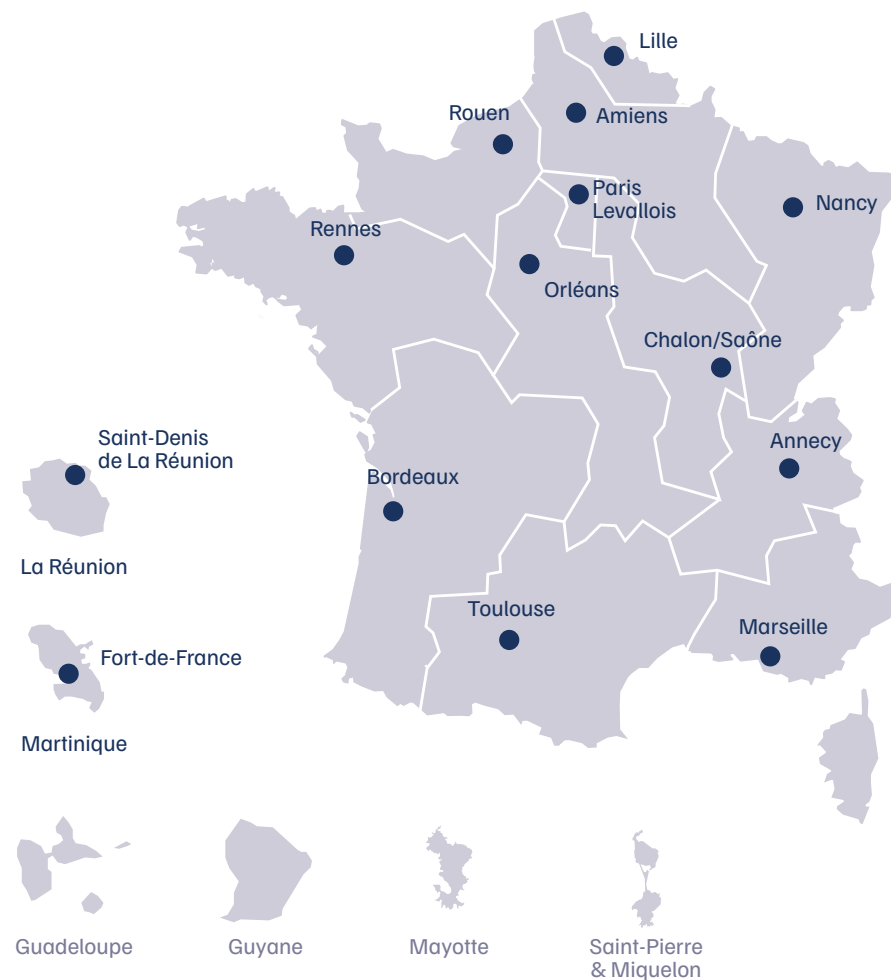 Lille
Rouen
Amiens
Paris
Levallois
Nancy
Rennes
Orléans
Chalon/Saône
Saint-Denis
de La Réunion
Annecy
Bordeaux
La Réunion
Toulouse
Marseille
Fort-de-France
Martinique
Guadeloupe
Guyane
Mayotte
Saint-Pierre
& Miquelon